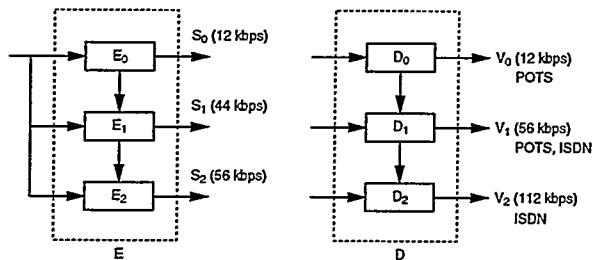 S0 (12 kbps)
E0
S1 (44 kbps)
E1
S2 (56 kbps)
E2
E
D0
V0 (12 kbps)
POTS
D1
V1 (56 kbps)
POTS, ISDN
D2
V2 (112 kbps)
ISDN
D